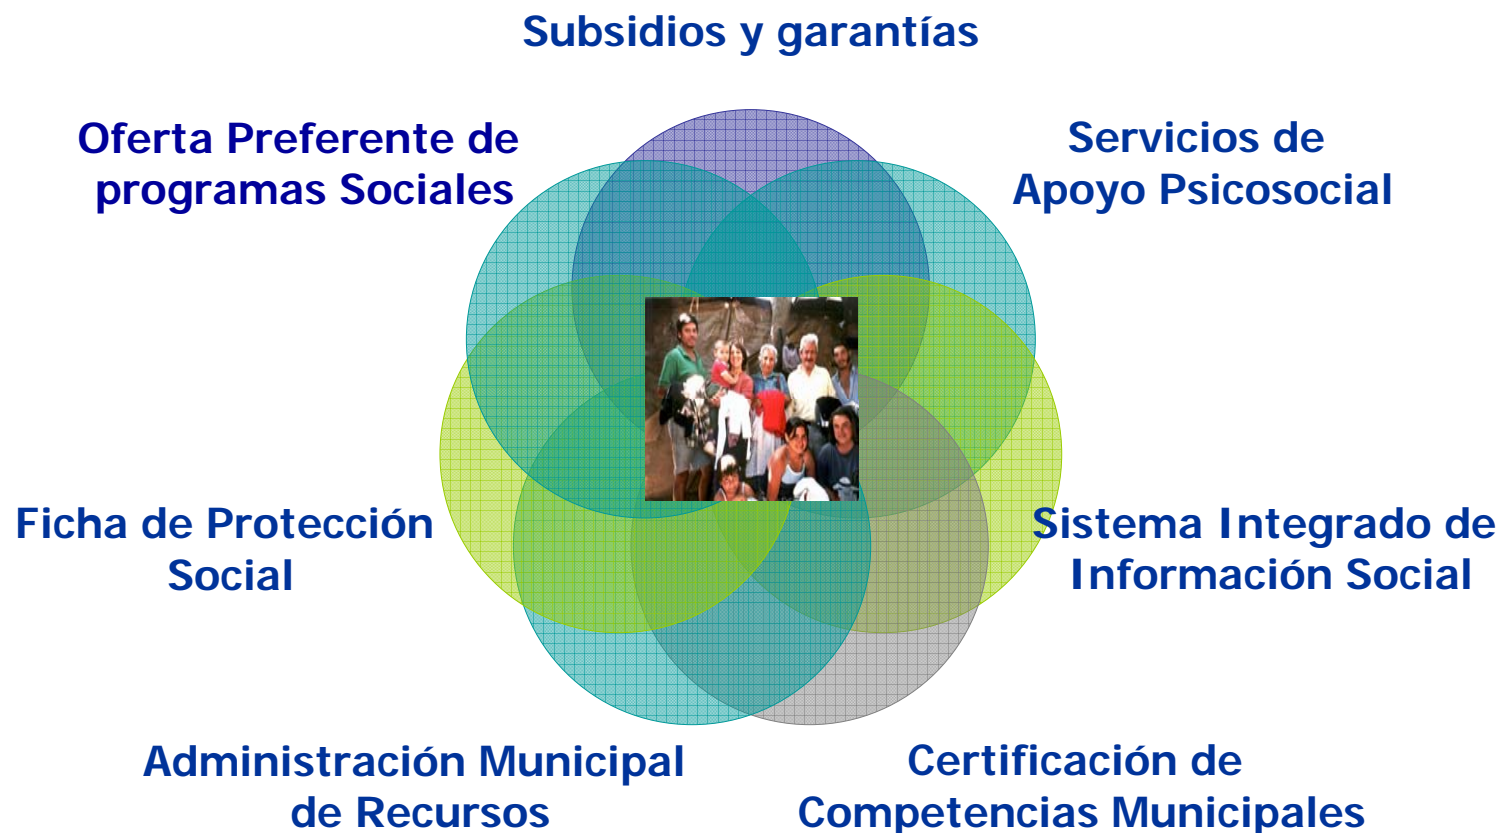 Subsidios y garantías
Oferta Preferente de
programas Sociales
Servicios de
Apoyo Psicosocial
Ficha de Protección
Social
Sistema Integrado de
Información Social
Administración Municipal
de Recursos
Certificación de
Competencias Municipales